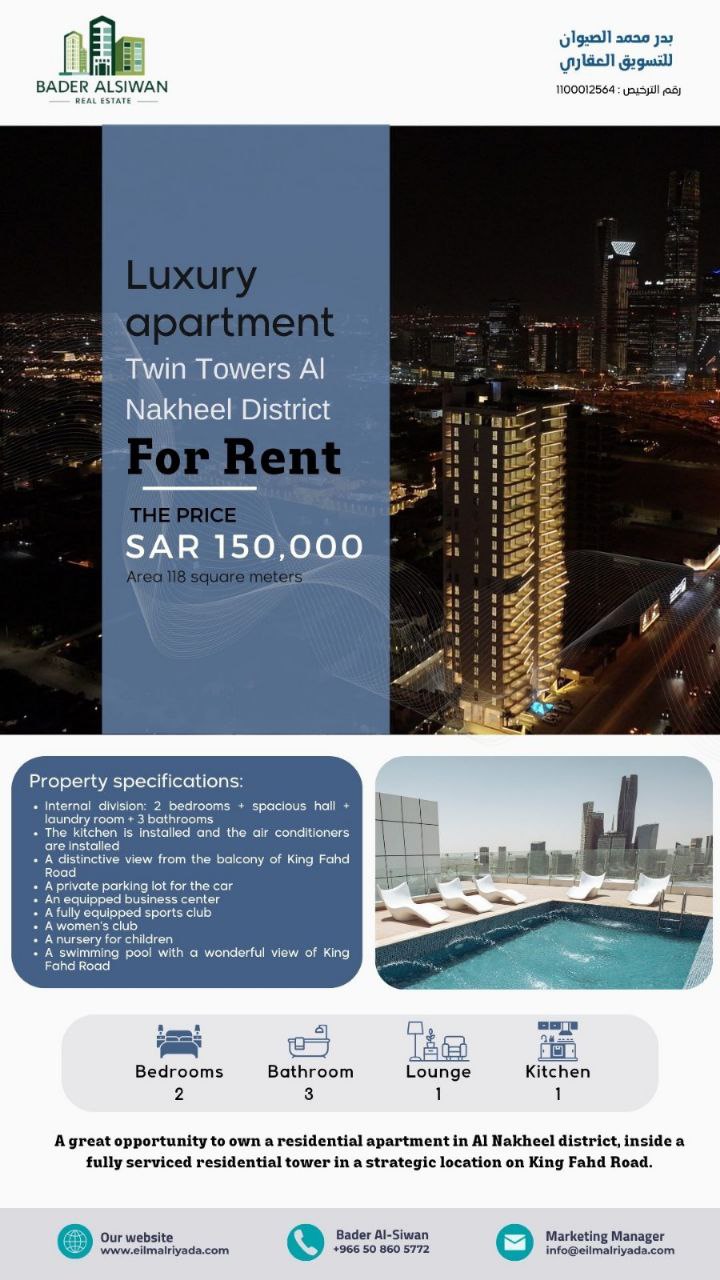 BADER ALSIWAN
REAL ESTATE
بدر محمد الصيوان
للتسويق العقاري
رقم الترخيص : 1100012564
Luxury
apartment
Twin Towers Al
Nakheel District
For Rent
THE PRICE
SAR 150,000
Area 118 square meters
Property specifications:
• Internal division: 2 bedrooms + spacious hall +
laundry room + 3 bathrooms
• The kitchen is installed and the air conditioners
are installed
• A distinctive view from the balcony of King Fahd
Road
• A private parking lot for the car
• An equipped business center
• A fully equipped sports club
• A women's club
• A nursery for children
• A swimming pool with a wonderful view of King
Fahd Road
Bedrooms
2
Bathroom
3
Lounge
1
Kitchen
1
A great opportunity to own a residential apartment in Al Nakheel district, inside a
fully serviced residential tower in a strategic location on King Fahd Road.
Our website
www.eilmalriyada.com
Bader Al-Siwan
+966 50 860 5772
Marketing Manager
info@eilmalriyada.com